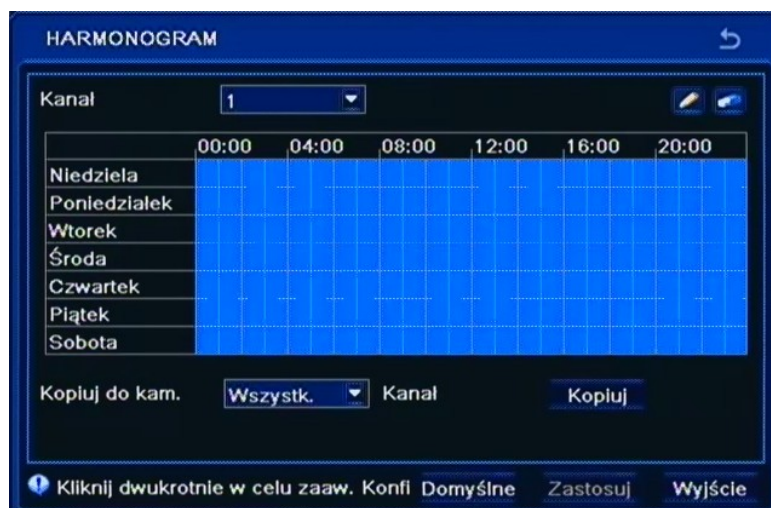 HARMONOGRAM
Kanał 1
00:00 04:00 08:00 12:00 16:00 20:00
Niedziela
Poniedziałek
Wtorek
Środa
Czwartek
Piątek
Sobota
Kopiuj do kam. Wszystk. Kanał Kopiuj
Kliknij dwukrotnie w celu zaaw. Konfi Domyślne Zastosuj Wyjście